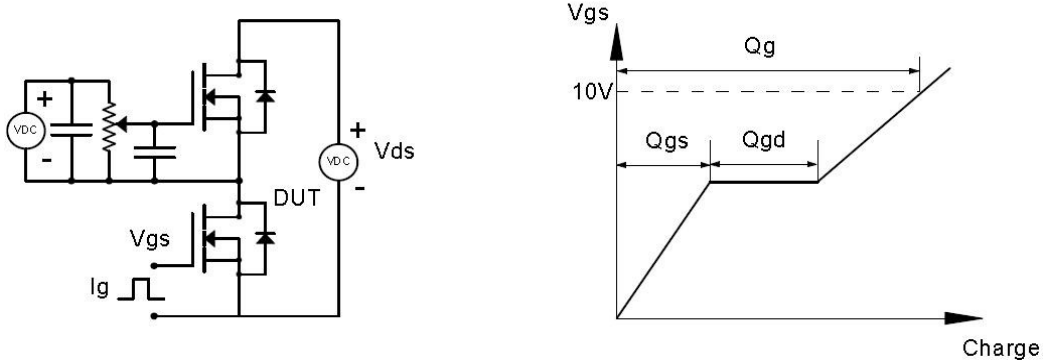 +
VDC
-
+
VDC
-
Vds
DUT
Vgs
Ig
Vgs
Qg
10V
Qgs
Qgd
Charge